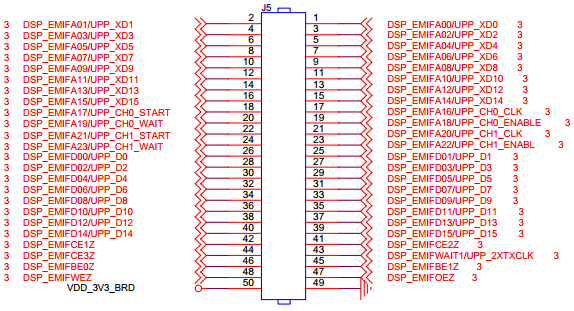 J5
3 DSP_EMIFA01/UPP_XD1 2 1 DSP_EMIFA00/UPP_XD0 3
3 DSP_EMIFA03/UPP_XD3 4 3 DSP_EMIFA02/UPP_XD2 3
3 DSP_EMIFA05/UPP_XD5 6 5 DSP_EMIFA04/UPP_XD4 3
3 DSP_EMIFA07/UPP_XD7 8 7 DSP_EMIFA06/UPP_XD6 3
3 DSP_EMIFA09/UPP_XD9 10 9 DSP_EMIFA08/UPP_XD8 3
3 DSP_EMIFA11/UPP_XD11 12 11 DSP_EMIFA10/UPP_XD10 3
3 DSP_EMIFA13/UPP_XD13 14 13 DSP_EMIFA12/UPP_XD12 3
3 DSP_EMIFA15/UPP_XD15 16 15 DSP_EMIFA14/UPP_XD14 3
3 DSP_EMIFA17/UPP_CH0_START 18 17 DSP_EMIFA16/UPP_CH0_CLK 3
3 DSP_EMIFA19/UPP_CH0_WAIT 20 19 DSP_EMIFA18/UPP_CH0_ENABLE 3
3 DSP_EMIFA21/UPP_CH1_START 22 21 DSP_EMIFA20/UPP_CH1_CLK 3
3 DSP_EMIFA23/UPP_CH1_WAIT 24 23 DSP_EMIFA22/UPP_CH1_ENABL 3
3 DSP_EMIFD00/UPP_D0 26 25 DSP_EMIFD01/UPP_D1 3
3 DSP_EMIFD02/UPP_D2 28 27 DSP_EMIFD03/UPP_D3 3
3 DSP_EMIFD04/UPP_D4 30 29 DSP_EMIFD05/UPP_D5 3
3 DSP_EMIFD06/UPP_D6 32 31 DSP_EMIFD07/UPP_D7 3
3 DSP_EMIFD08/UPP_D8 34 33 DSP_EMIFD09/UPP_D9 3
3 DSP_EMIFD10/UPP_D10 36 35 DSP_EMIFD11/UPP_D11 3
3 DSP_EMIFD12/UPP_D12 38 37 DSP_EMIFD13/UPP_D13 3
3 DSP_EMIFD14/UPP_D14 40 39 DSP_EMIFD15/UPP_D15 3
3 DSP_EMIFCE1Z 42 41 DSP_EMIFCE2Z 3
3 DSP_EMIFCE3Z 44 43 DSP_EMIFWAIT1/UPP_2XTXCLK 3
3 DSP_EMIFBE0Z 46 45 DSP_EMIFBE1Z 3
3 DSP_EMIFWEZ 48 47 DSP_EMIFOEZ 3
VDD_3V3_BRD 50 49